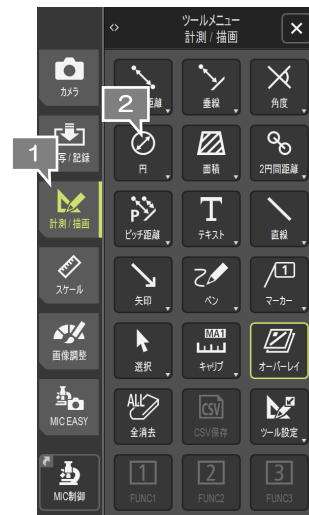 ツールメニュー
計測 / 描画
カメラ
距離
垂線
角度
1
2
写 / 記録
円
面積
2円間距離
計測 / 描画
P
ピッチ距離
T
テキスト
直線
スケール
矢印
ペン
1
マーカー
画像調整
選択
MA1
キャリブ
オーバーレイ
MIC EASY
ALL
全消去
CSV
CSV保存
ツール設定
MIC制御
1
FUNC1
2
FUNC2
3
FUNC3